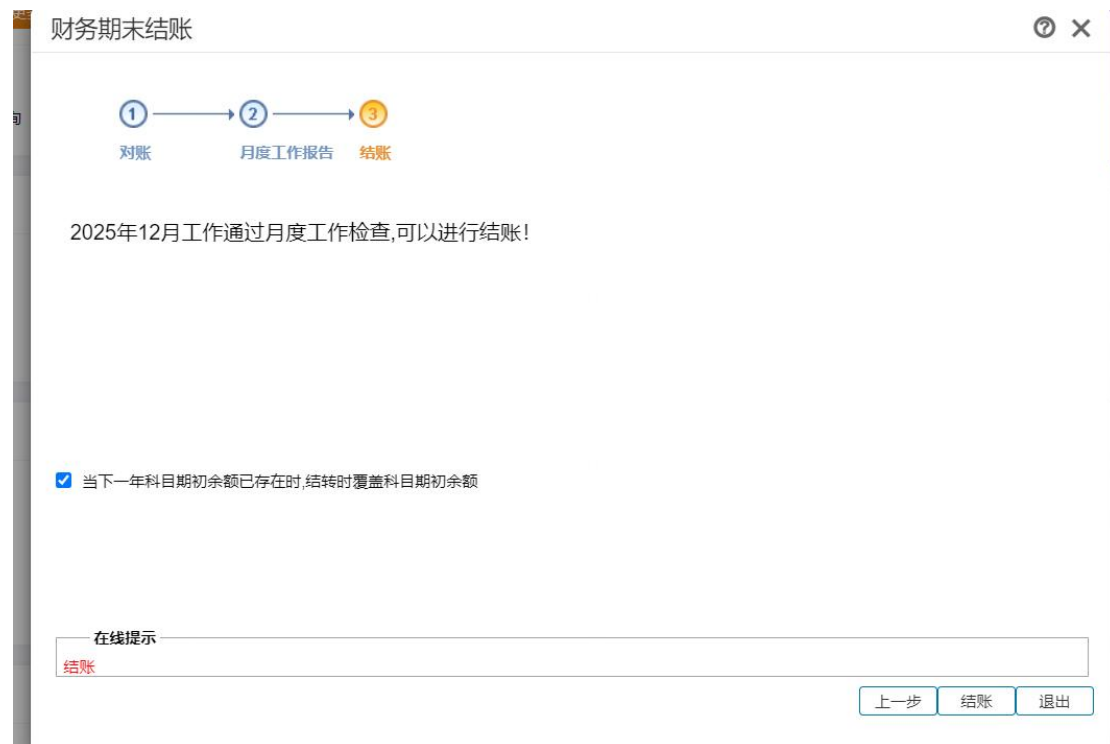 财务期末结账
1 2 3
对账 月度工作报告 结账
2025年12月工作通过月度工作检查,可以进行结账!
当下一年科目期初余额已存在时,结转时覆盖科目期初余额
在线提示
结账
上一步 结账 退出